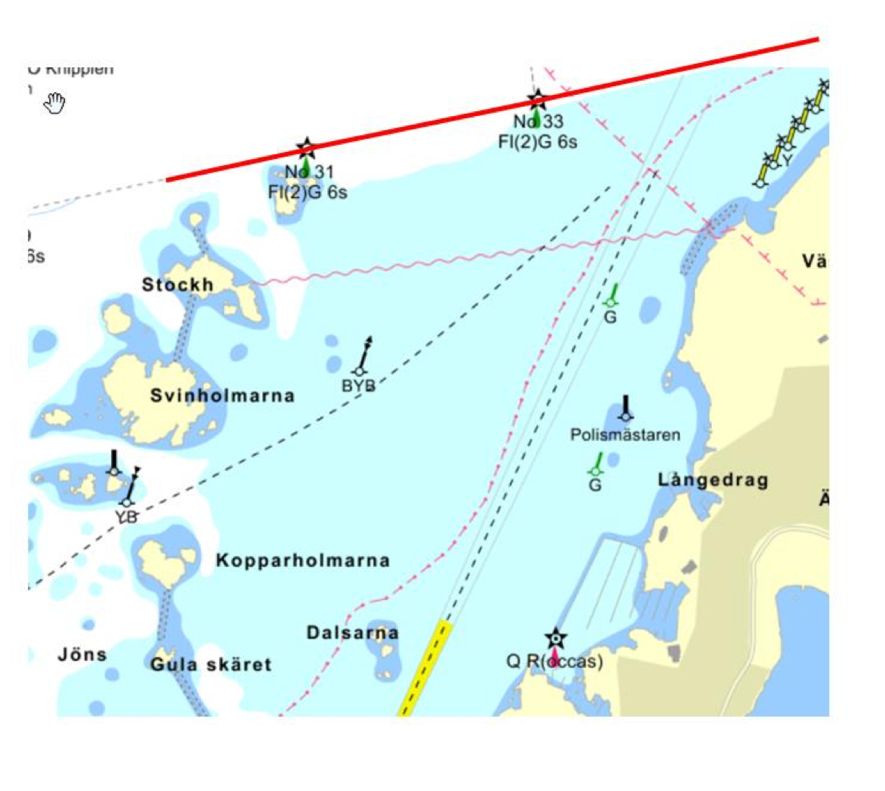 Knipplen
No 33
Fl(2)G 6s
No 31
Fl(2)G 6s
Y
6s
Vä
Stockh
G
BYB
Svinholmarna
Polismästaren
Långedrag
G
YB
Ä
Kopparholmarna
Dalsarna
Jöns
Gula skäret
Q R(occas)